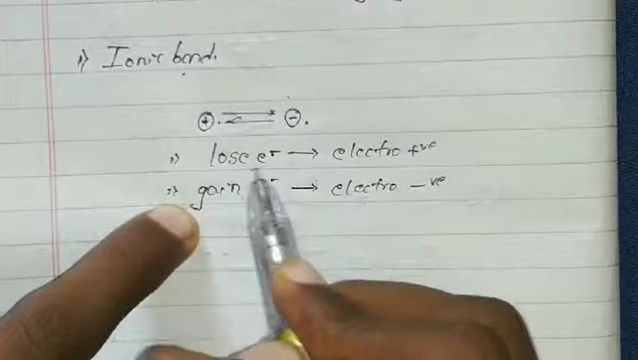 Ionic bond.
⊕. ⇄ ⊖.
lose e⁻ → electro +ve
gain → electro -ve